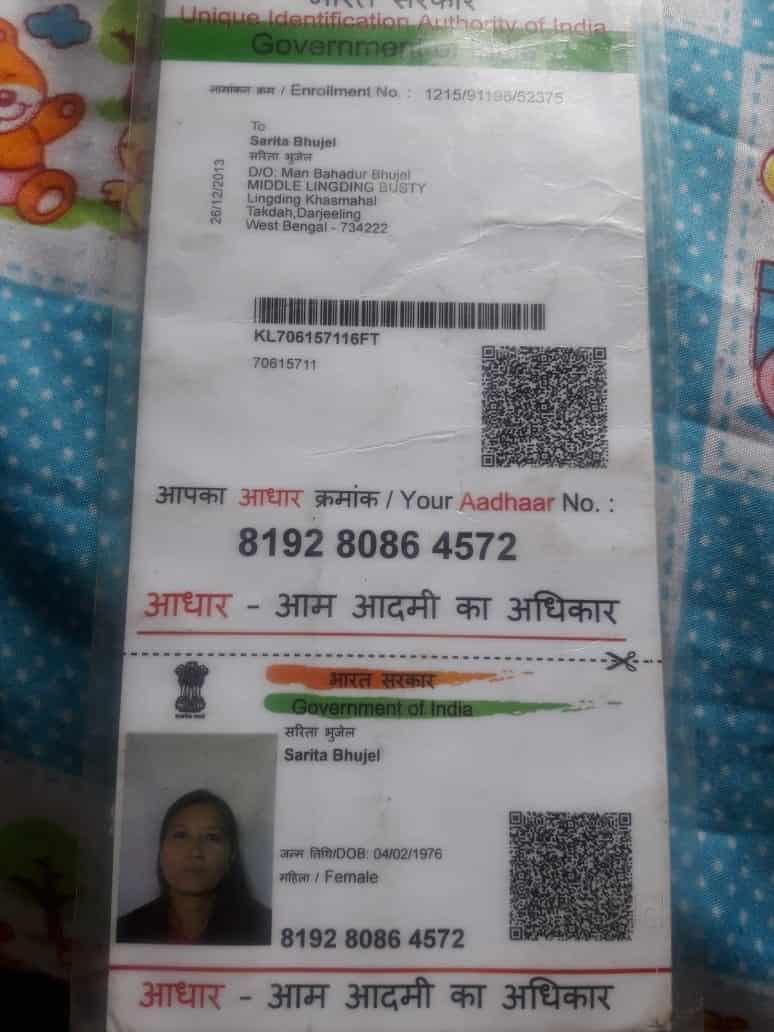 भारत सरकार
Unique Identification Authority of India
Government of India
नामांकन क्रम / Enrollment No. : 1215/91196/52375
To
Sarita Bhujel
सरिता भुजेल
D/O: Man Bahadur Bhujel
MIDDLE LINGDING BUSTY
Lingding Khasmahal
Takdah,Darjeeling
West Bengal - 734222
26/12/2013
KL706157116FT
70615711
आपका आधार क्रमांक / Your Aadhaar No. :
8192 8086 4572
आधार - आम आदमी का अधिकार
भारत सरकार
Government of India
सरिता भुजेल
Sarita Bhujel
जन्म तिथि/DOB: 04/02/1976
महिला / Female
8192 8086 4572
आधार - आम आदमी का अधिकार